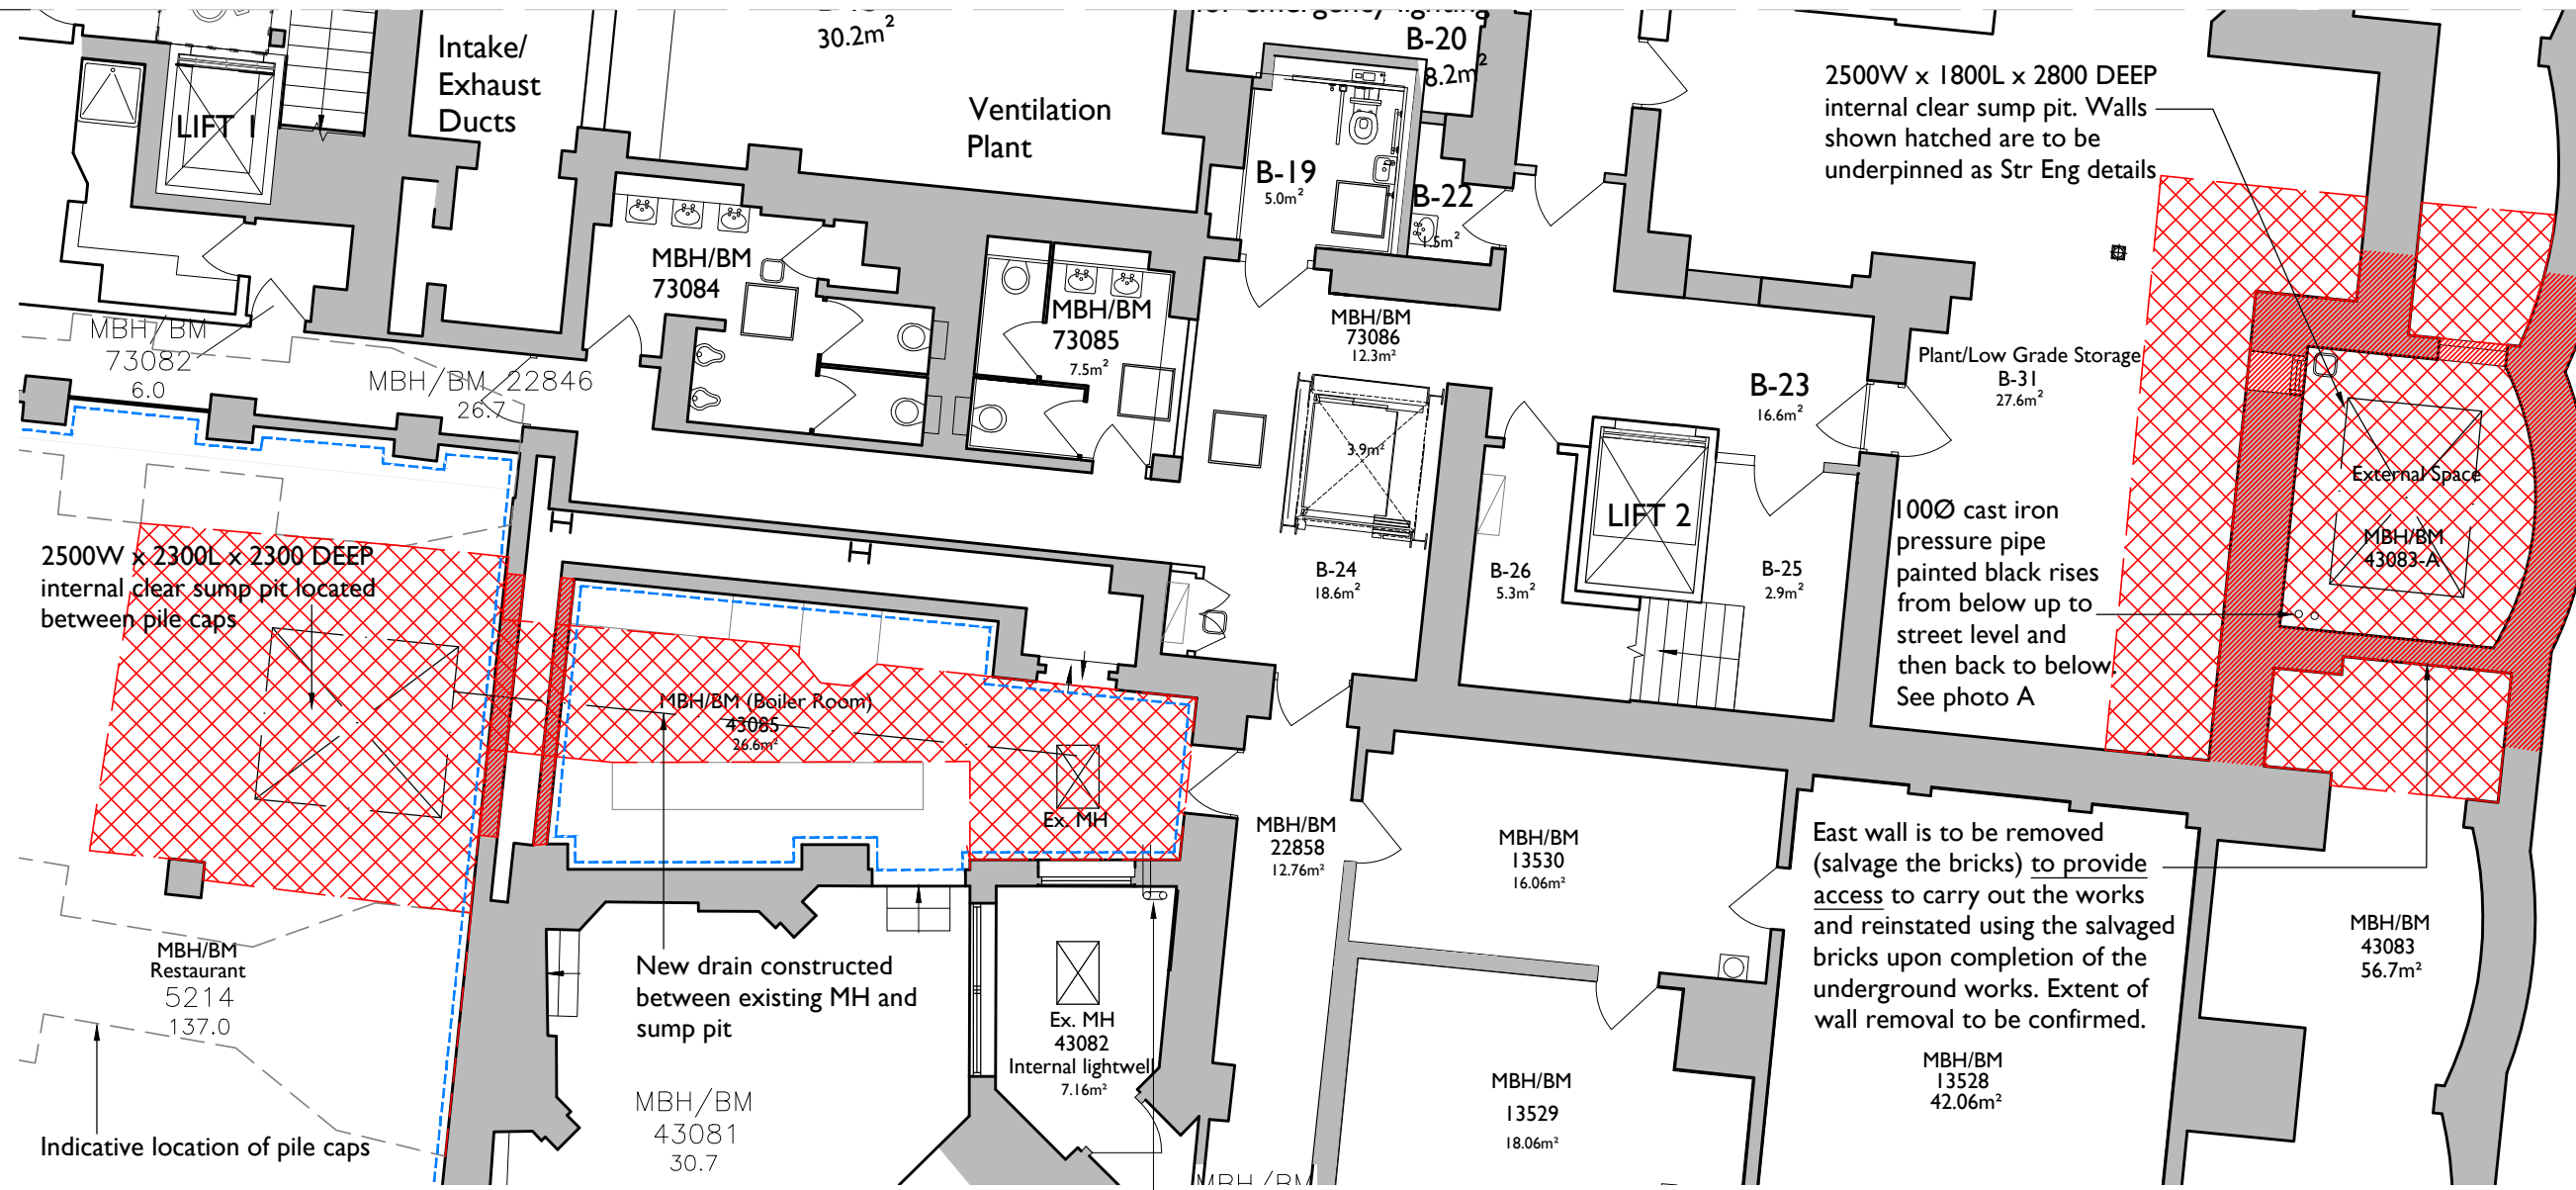 Intake/
Exhaust
Ducts
30.2m²
Ventilation
Plant
for emergency lighting
B-20
8.2m²
B-19
5.0m²
B-22
1.5m²
2500W x 1800L x 2800 DEEP
internal clear sump pit. Walls
shown hatched are to be
underpinned as Str Eng details
LIFT 1
MBH/BM
73084
MBH/BM
73085
7.5m²
MBH/BM
73086
12.3m²
MBH/BM
73082
6.0
MBH/BM 22846
26.7
3.9m²
B-23
16.6m²
Plant/Low Grade Storage
B-31
27.6m²
External Space
MBH/BM
43083-A
LIFT 2
100Ø cast iron
pressure pipe
painted black rises
from below up to
street level and
then back to below.
See photo A
2500W x 2300L x 2300 DEEP
internal clear sump pit located
between pile caps
B-24
18.6m²
B-26
5.3m²
B-25
2.9m²
MBH/BM (Boiler Room)
43085
26.6m²
Ex. MH
MBH/BM
22858
12.76m²
MBH/BM
13530
16.06m²
East wall is to be removed
(salvage the bricks) to provide
access to carry out the works
and reinstated using the salvaged
bricks upon completion of the
underground works. Extent of
wall removal to be confirmed.
MBH/BM
43083
56.7m²
MBH/BM
Restaurant
5214
137.0
New drain constructed
between existing MH and
sump pit
Ex. MH
43082
Internal lightwell
7.16m²
MBH/BM
13529
18.06m²
MBH/BM
13528
42.06m²
MBH/BM
43081
30.7
Indicative location of pile caps
MBH/BM